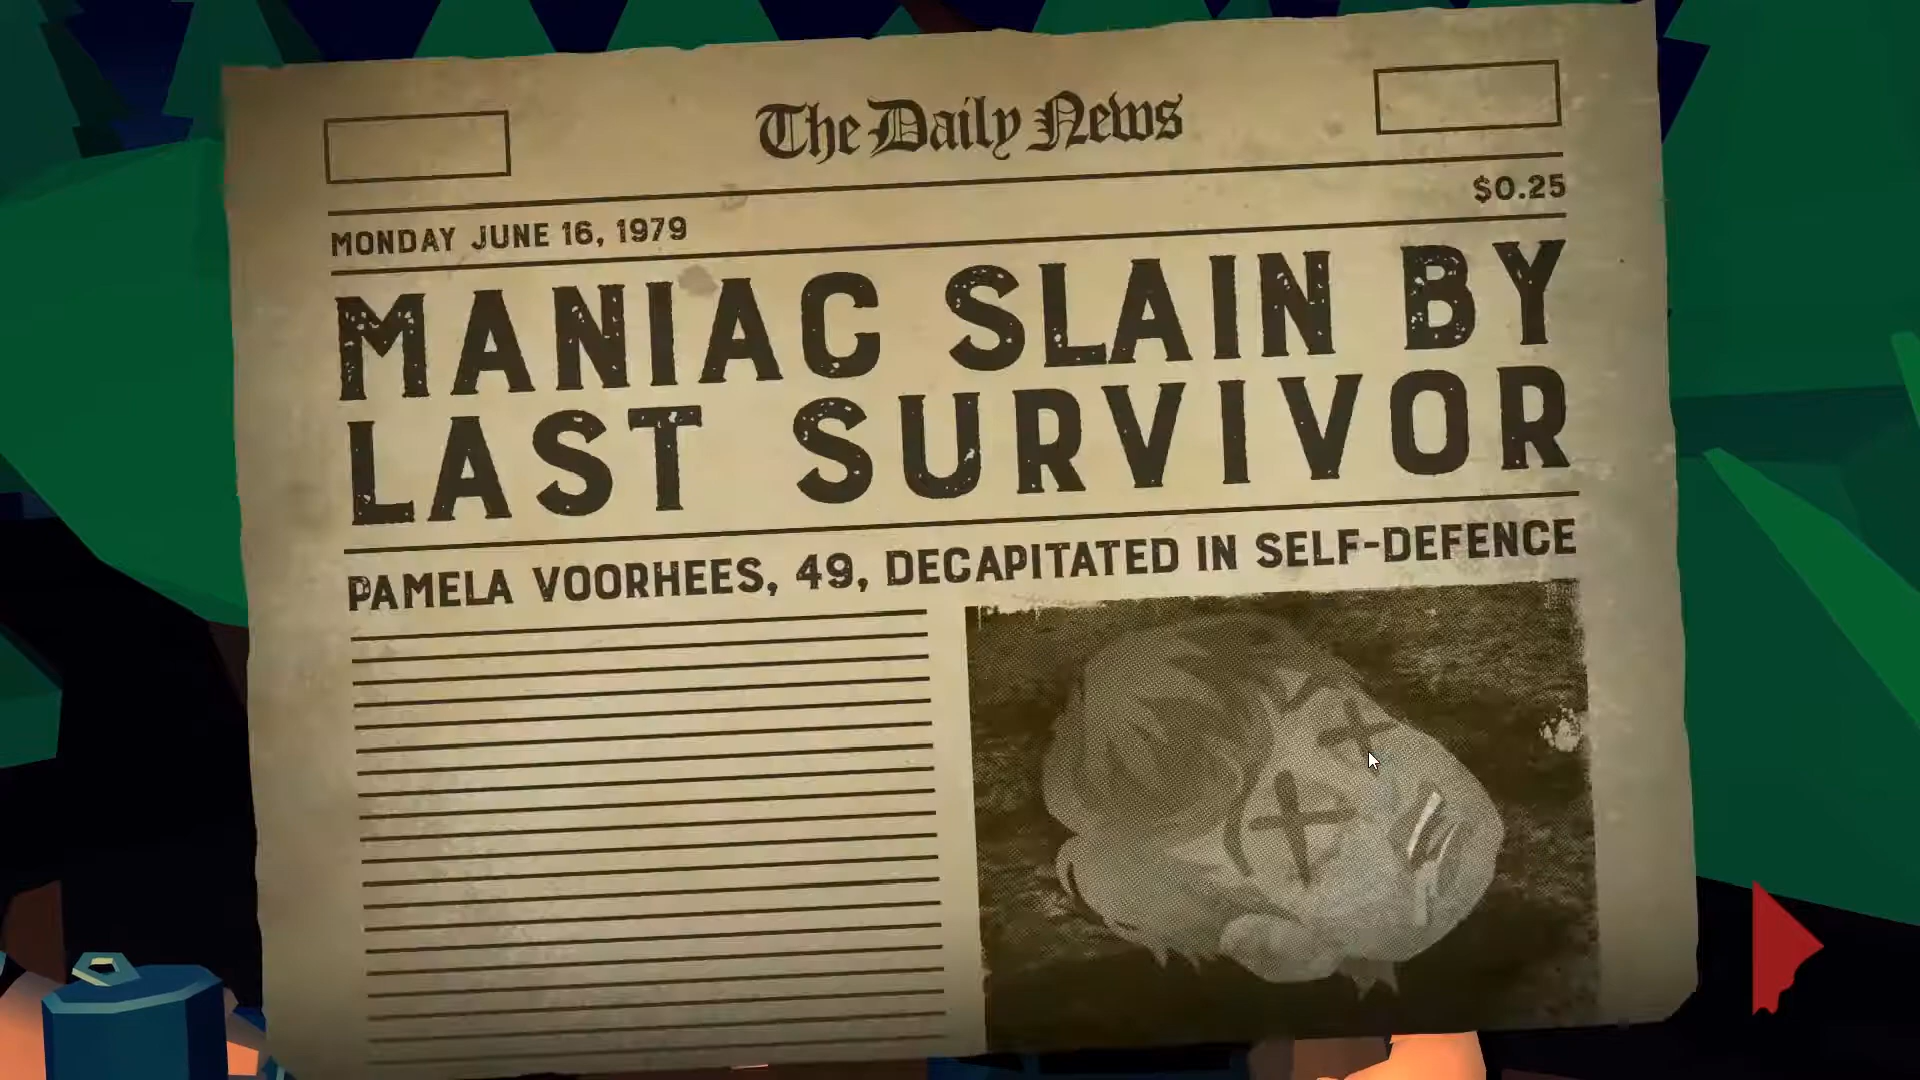 The Daily News
$0.25
MONDAY JUNE 16, 1979
MANIAC SLAIN BY
LAST SURVIVOR
PAMELA VOORHEES, 49, DECAPITATED IN SELF-DEFENCE